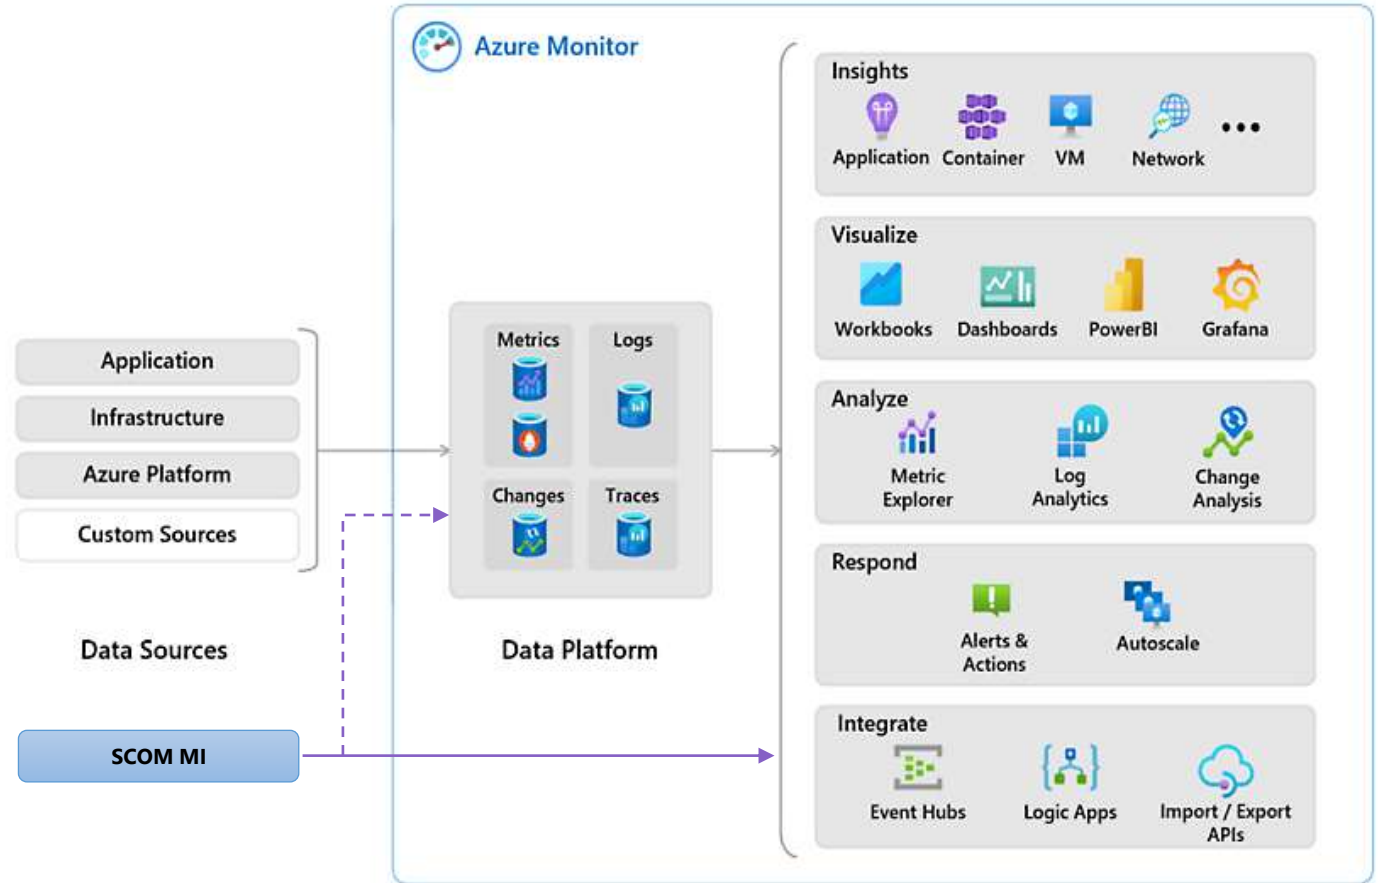 Azure Monitor
Application
Infrastructure
Azure Platform
Custom Sources
Data Sources
SCOM MI
Metrics
Logs
Changes
Traces
Data Platform
Insights
Application
Container
VM
Network
•••
Visualize
Workbooks
Dashboards
PowerBI
Grafana
Analyze
Metric
Explorer
Log
Analytics
Change
Analysis
Respond
Alerts &
Actions
Autoscale
Integrate
Event Hubs
Logic Apps
Import / Export
APIs